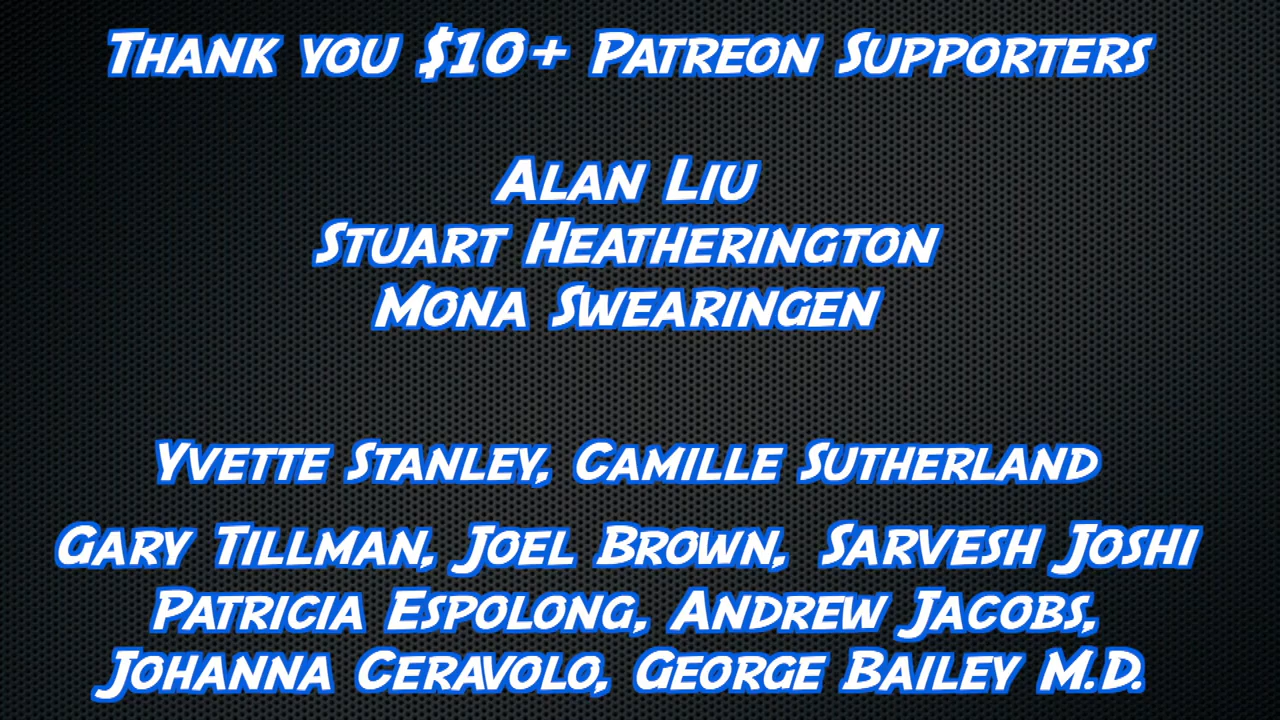 Thank you $10+ Patreon Supporters
Alan Liu
Stuart Heatherington
Mona Swearingen
Yvette Stanley, Camille Sutherland
Gary Tillman, Joel Brown, Sarvesh Joshi
Patricia Espolong, Andrew Jacobs,
Johanna Ceravolo, George Bailey M.D.